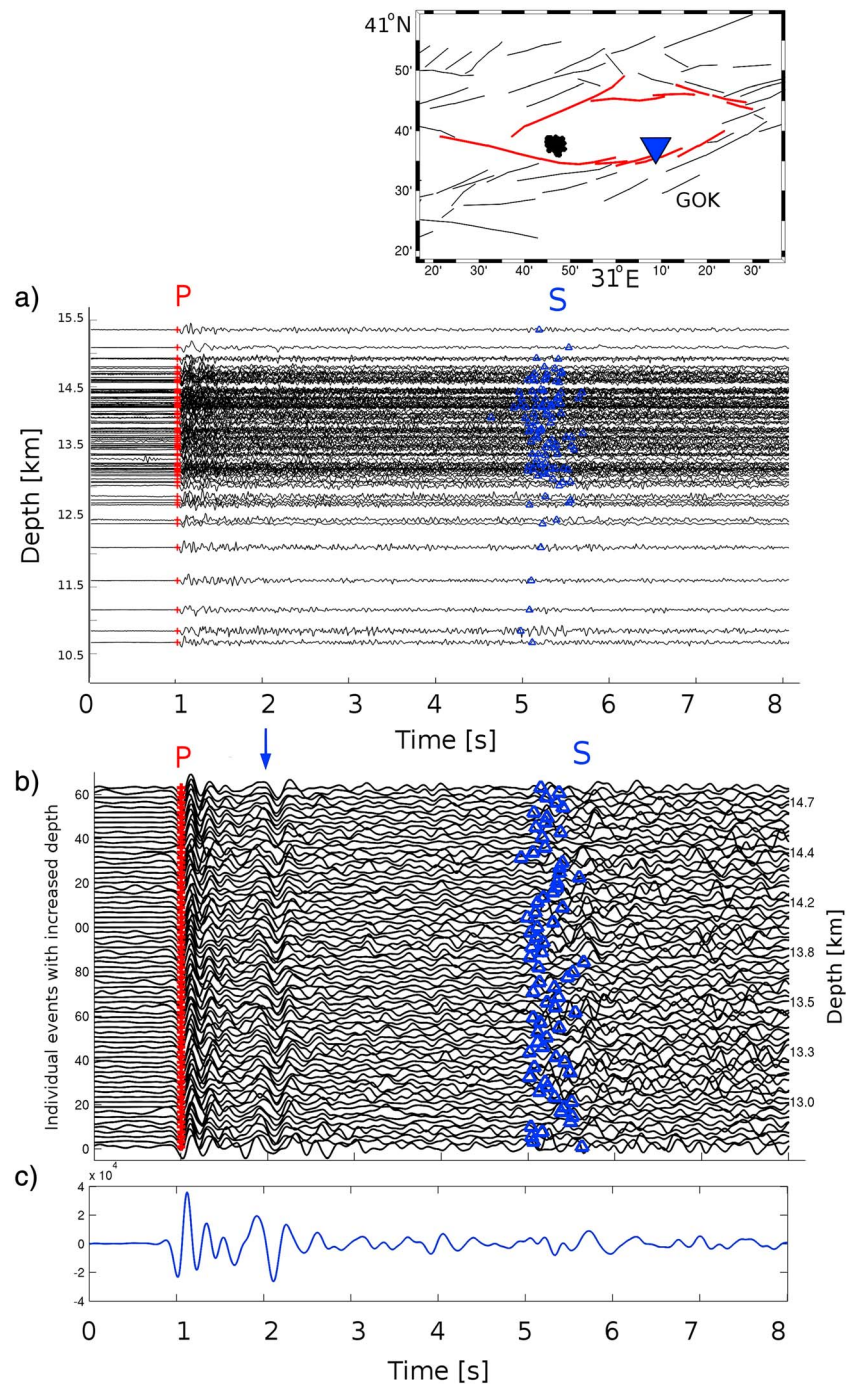 41°N
50'
40'
30'
20'
GOK
20' 30' 40' 50' 31°E 10' 20' 30'
a)
P
S
15.5
14.5
13.5
12.5
11.5
10.5
Depth [km]
0 1 2 3 4 5 6 7 8
Time [s]
b)
P
S
60
40
20
00
80
60
40
20
0
Individual events with increased depth
14.7
14.4
14.2
13.8
13.5
13.3
13.0
Depth [km]
c)
x 10^4
4
2
0
-2
-4
0 1 2 3 4 5 6 7 8
Time [s]